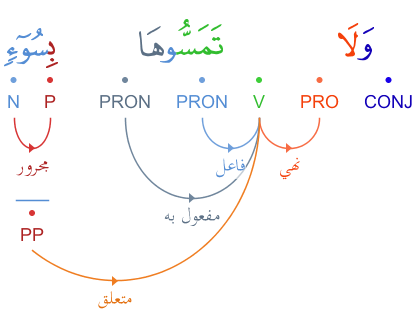 وَلَا تَمَسُّوهَا بِسُوٓءٍ
CONJ PRO V PRON PRON P N
نهي فاعل مجرور
مفعول به
PP
متعلق